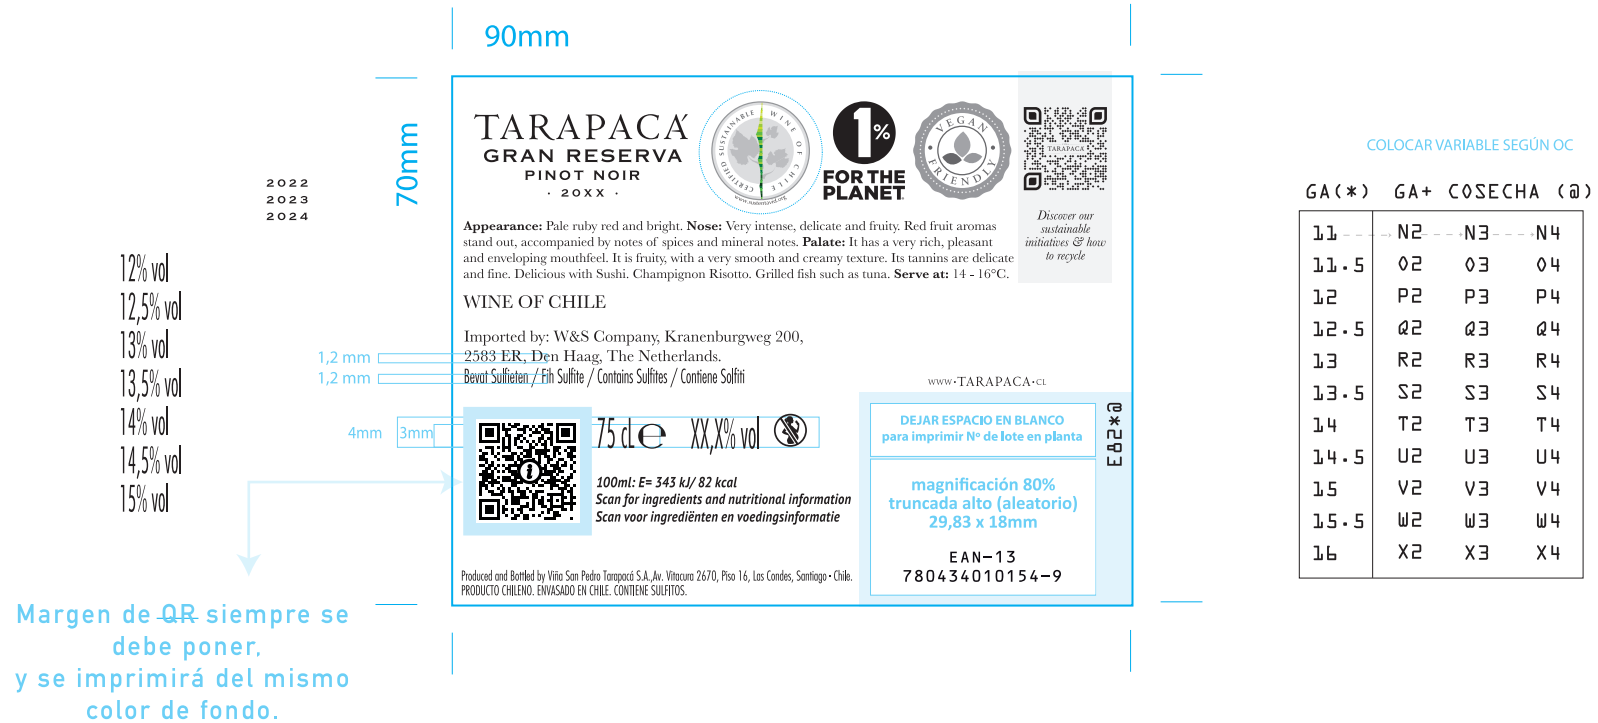 90mm
70mm
2022
2023
2024
12% vol
12,5% vol
13% vol
13,5% vol
14% vol
14,5% vol
15% vol
1,2 mm
1,2 mm
4mm
3mm
Margen de QR siempre se
debe poner,
y se imprimirá del mismo
color de fondo.
TARAPACÁ
GRAN RESERVA
PINOT NOIR
· 20XX ·
CERTIFIED SUSTAINABLE WINE OF CHILE
www.sustentavid.org
1%
FOR THE
PLANET
VEGAN
FRIENDLY
TARAPACÁ
Discover our
sustainable
initiatives & how
to recycle
Appearance: Pale ruby red and bright. Nose: Very intense, delicate and fruity. Red fruit aromas
stand out, accompanied by notes of spices and mineral notes. Palate: It has a very rich, pleasant
and enveloping mouthfeel. It is fruity, with a very smooth and creamy texture. Its tannins are delicate
and fine. Delicious with Sushi. Champignon Risotto. Grilled fish such as tuna. Serve at: 14 - 16°C.
WINE OF CHILE
Imported by: W&S Company, Kranenburgweg 200,
2583 ER, Den Haag, The Netherlands.
Bevat Sulfieten / Fih Sulfite / Contains Sulfites / Contiene Solfiti
WWW·TARAPACA·CL
75 cL e XX,X% vol
100ml: E= 343 kJ/ 82 kcal
Scan for ingredients and nutritional information
Scan voor ingrediënten en voedingsinformatie
Produced and Bottled by Viña San Pedro Tarapacá S.A.,Av. Vitacura 2670, Piso 16, Las Condes, Santiago · Chile.
PRODUCTO CHILENO. ENVASADO EN CHILE. CONTIENE SULFITOS.
DEJAR ESPACIO EN BLANCO
para imprimir Nº de lote en planta
E82*@
magnificación 80%
truncada alto (aleatorio)
29,83 x 18mm
EAN-13
780434010154-9
COLOCAR VARIABLE SEGÚN OC
GA(*) GA+ COSECHA (@)
11 N2 N3 N4
11.5 O2 O3 O4
12 P2 P3 P4
12.5 Q2 Q3 Q4
13 R2 R3 R4
13.5 S2 S3 S4
14 T2 T3 T4
14.5 U2 U3 U4
15 V2 V3 V4
15.5 W2 W3 W4
16 X2 X3 X4